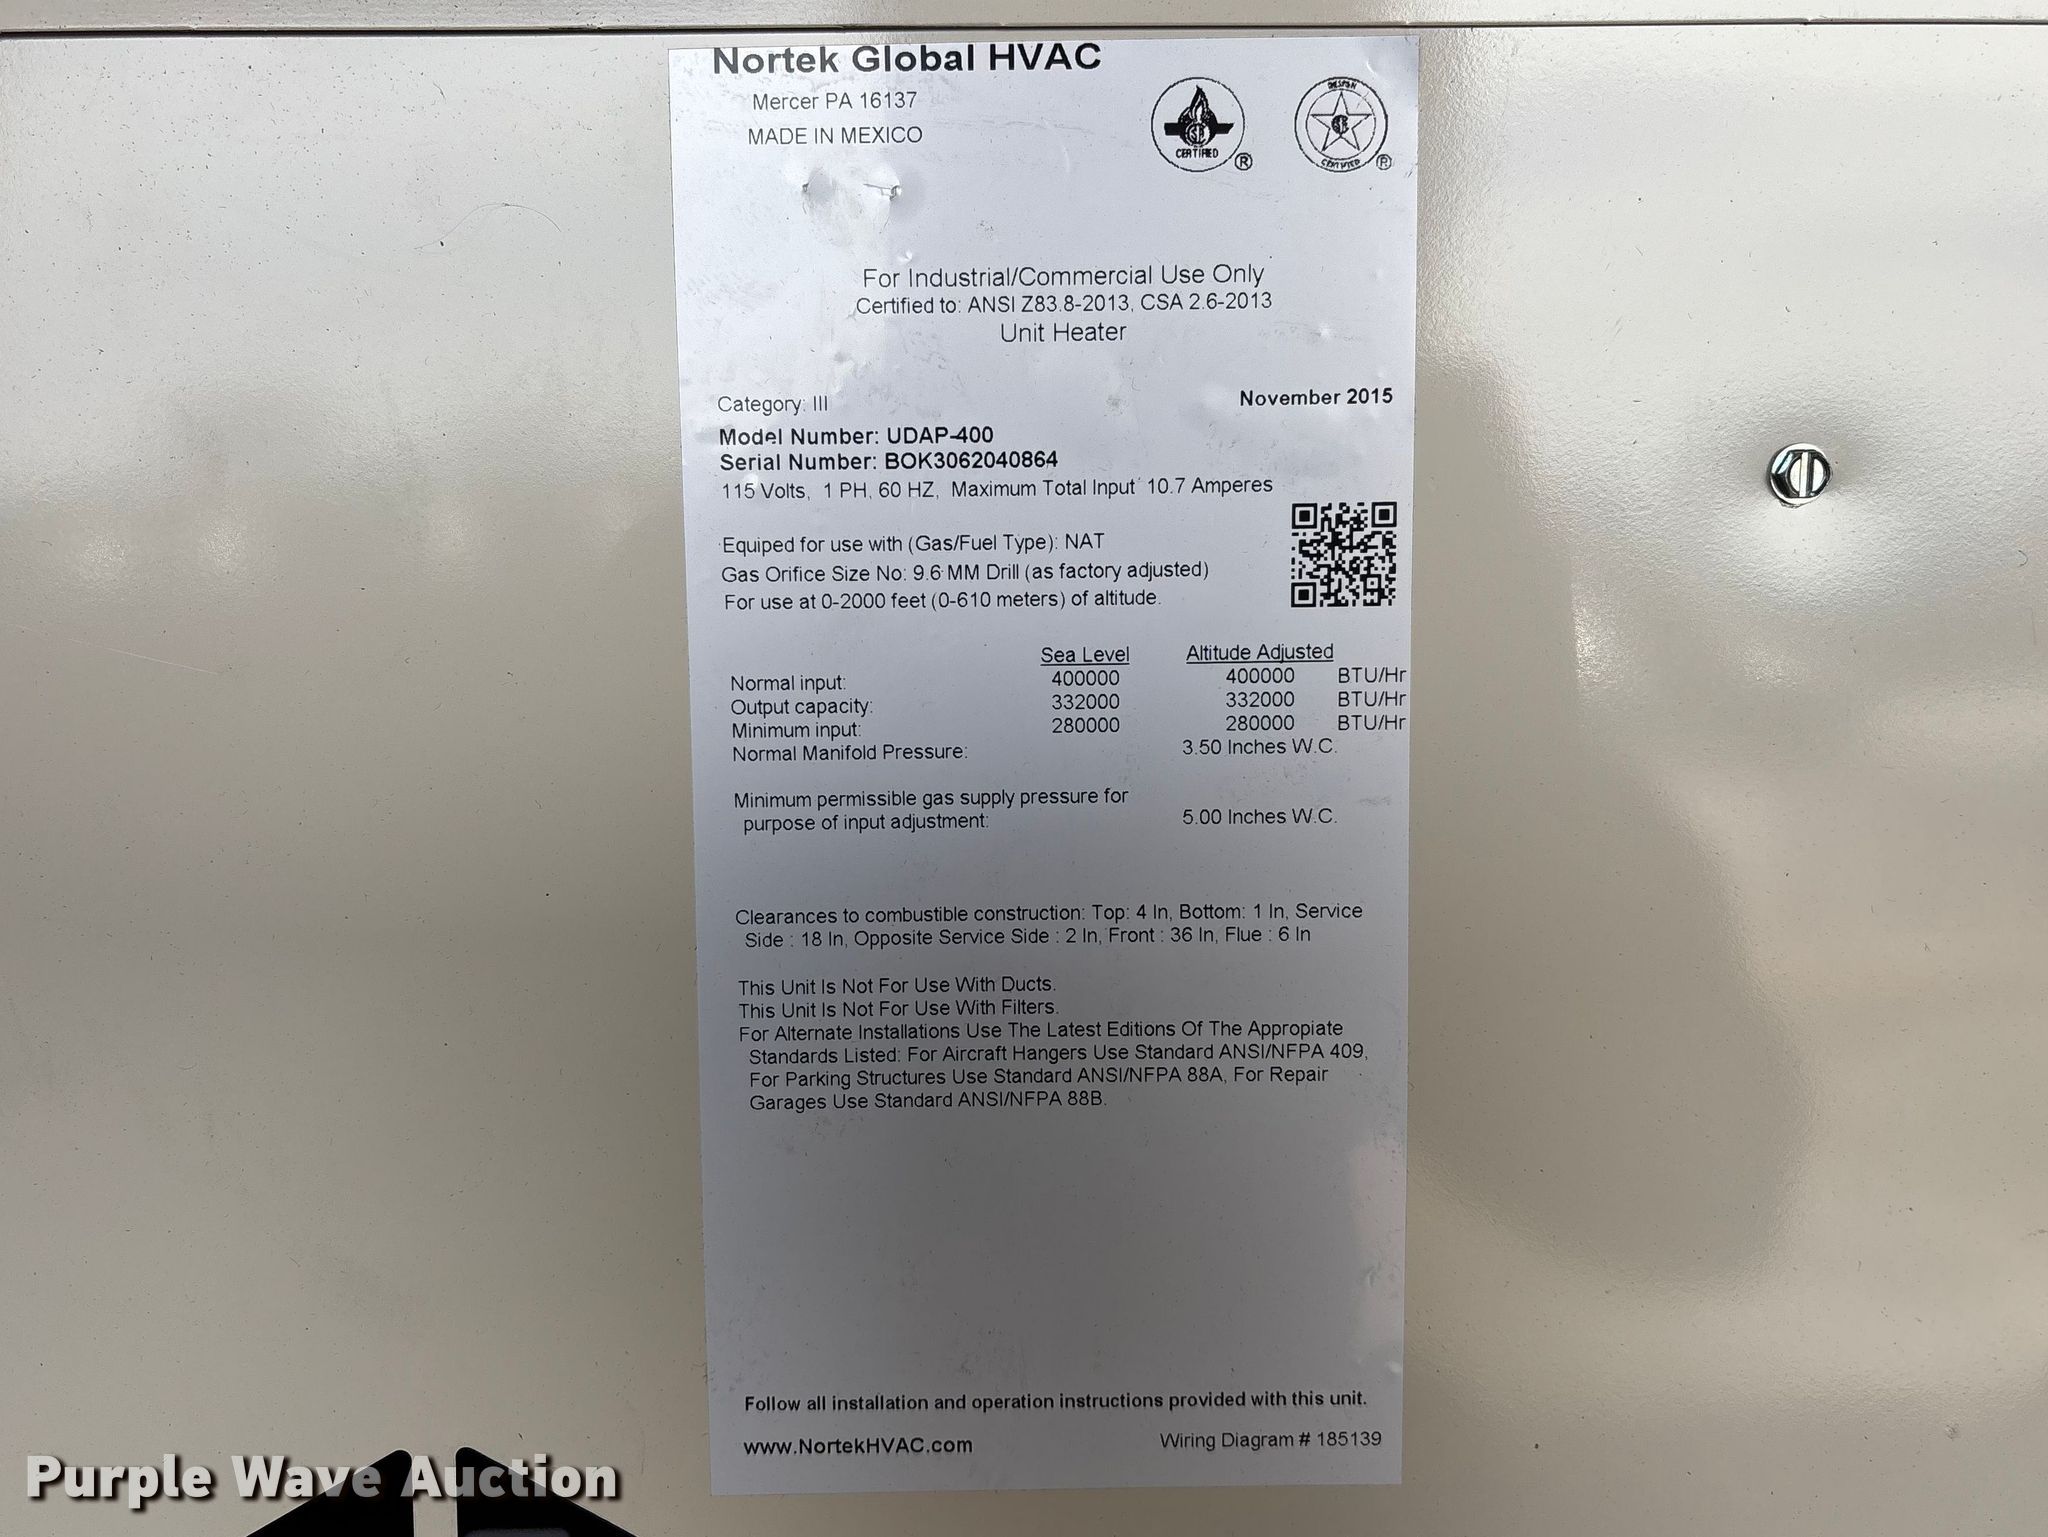 Nortek Global HVAC
Mercer PA 16137
MADE IN MEXICO
CERTIFIED
®
DESIGN
CERTIFIED
®
For Industrial/Commercial Use Only
Certified to: ANSI Z83.8-2013, CSA 2.6-2013
Unit Heater
Category: III
November 2015
Model Number: UDAP-400
Serial Number: BOK3062040864
115 Volts, 1 PH, 60 HZ, Maximum Total Input 10.7 Amperes
Equiped for use with (Gas/Fuel Type): NAT
Gas Orifice Size No: 9.6 MM Drill (as factory adjusted)
For use at 0-2000 feet (0-610 meters) of altitude.
Sea Level Altitude Adjusted
Normal input: 400000 400000 BTU/Hr
Output capacity: 332000 332000 BTU/Hr
Minimum input: 280000 280000 BTU/Hr
Normal Manifold Pressure: 3.50 Inches W.C.
Minimum permissible gas supply pressure for
purpose of input adjustment: 5.00 Inches W.C.
Clearances to combustible construction: Top: 4 In, Bottom: 1 In, Service
Side : 18 In, Opposite Service Side : 2 In, Front : 36 In, Flue : 6 In
This Unit Is Not For Use With Ducts.
This Unit Is Not For Use With Filters.
For Alternate Installations Use The Latest Editions Of The Appropiate
Standards Listed: For Aircraft Hangers Use Standard ANSI/NFPA 409,
For Parking Structures Use Standard ANSI/NFPA 88A, For Repair
Garages Use Standard ANSI/NFPA 88B.
Follow all installation and operation instructions provided with this unit.
www.NortekHVAC.com
Wiring Diagram # 185139
Purple Wave Auction